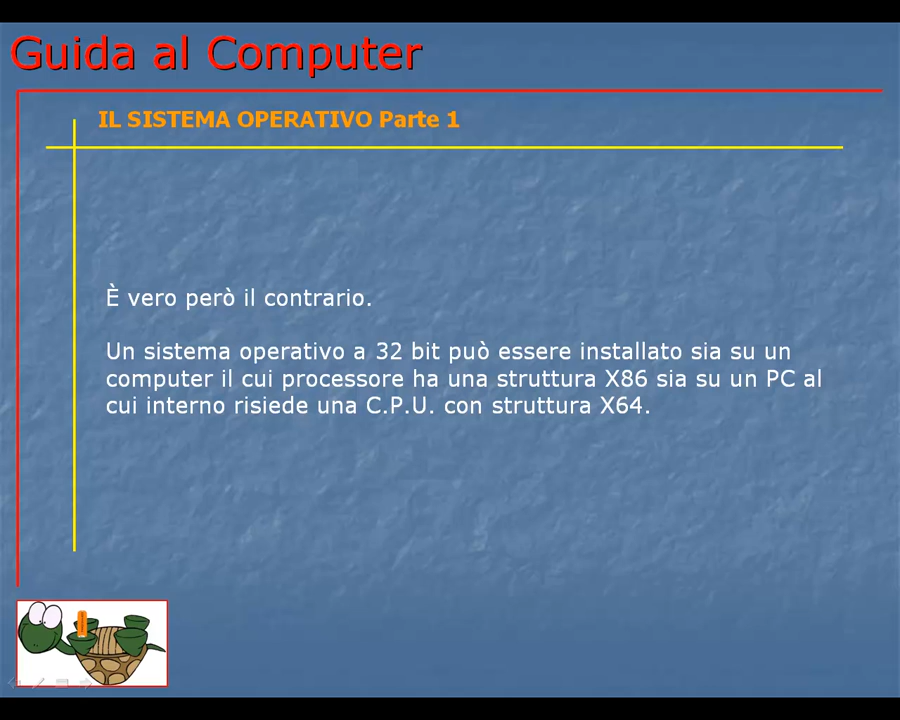 Guida al Computer
IL SISTEMA OPERATIVO Parte 1
È vero però il contrario.
Un sistema operativo a 32 bit può essere installato sia su un
computer il cui processore ha una struttura X86 sia su un PC al
cui interno risiede una C.P.U. con struttura X64.